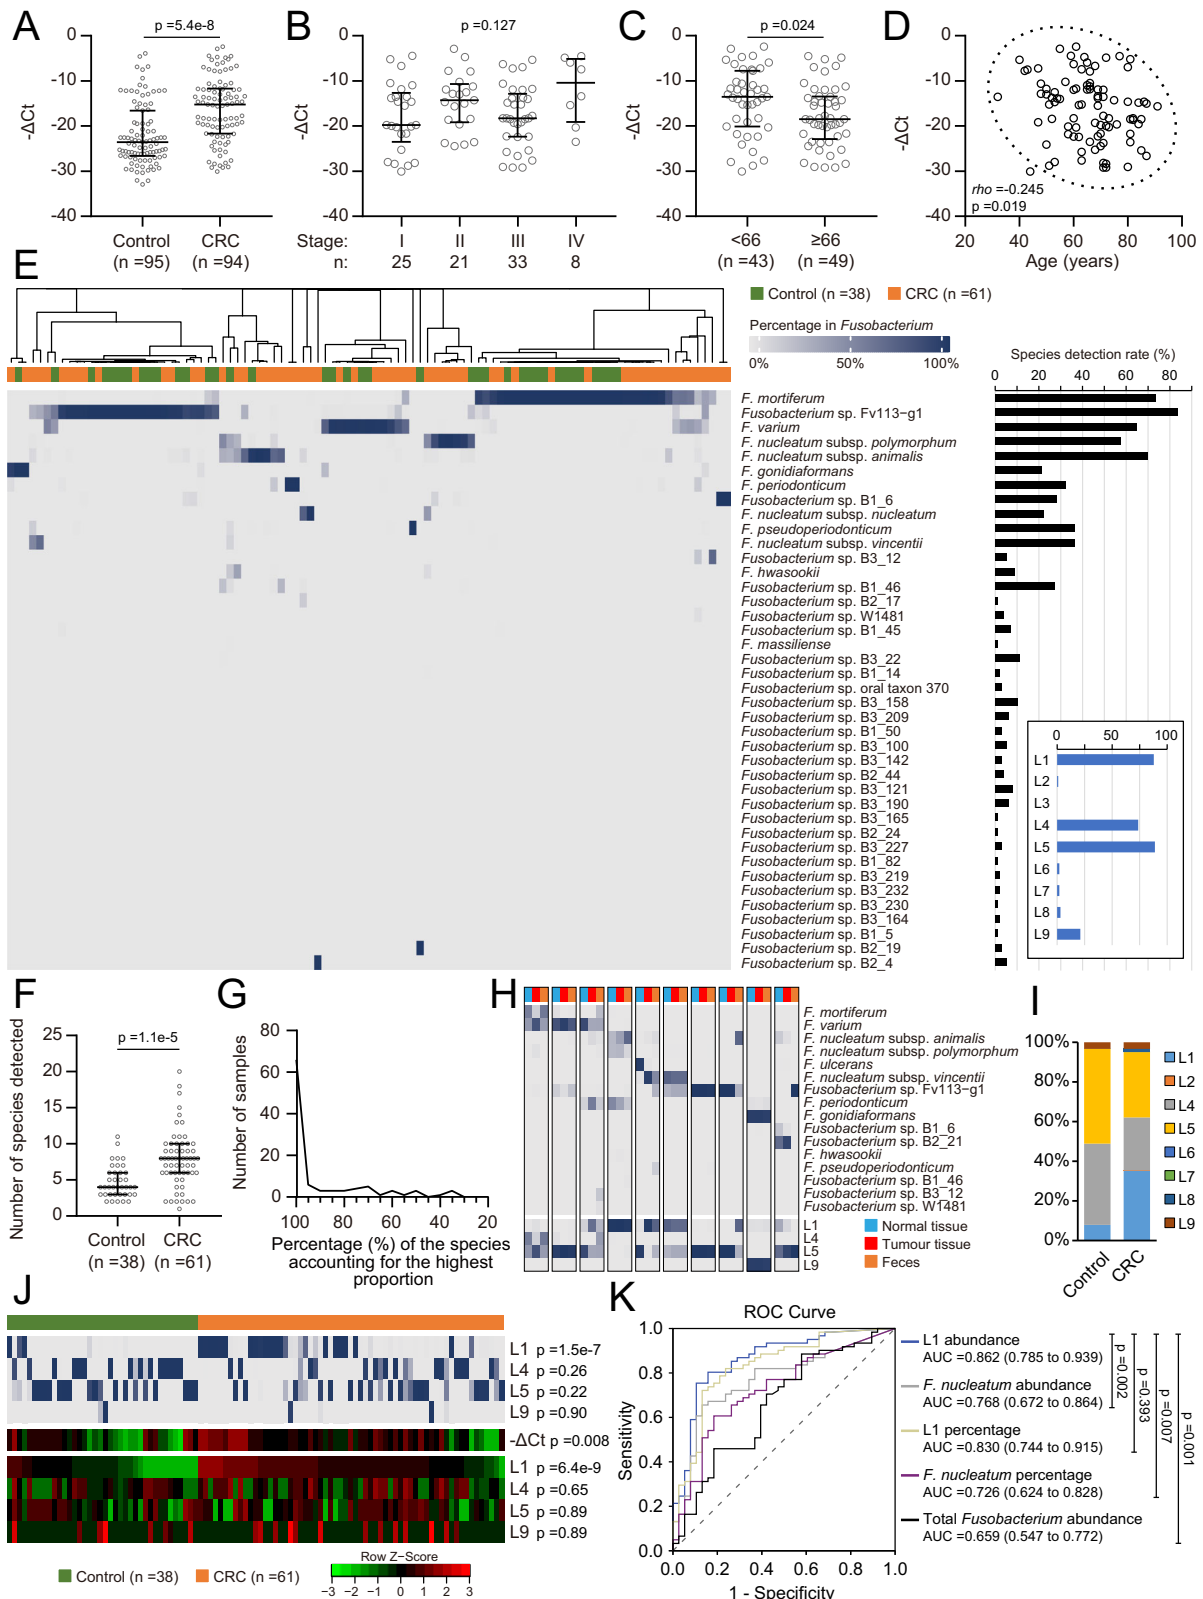 A
p =5.4e-8
0
-10
-20
-30
-40
-ΔCt
Control
(n =95)
CRC
(n =94)
B
p =0.127
0
-10
-20
-30
-40
-ΔCt
Stage: I II III IV
n: 25 21 33 8
C
p =0.024
0
-10
-20
-30
-40
-ΔCt
<66
(n =43)
≥66
(n =49)
D
0
-10
-20
-30
-40
-ΔCt
rho =-0.245
p =0.019
20 40 60 80 100
Age (years)
E
Control (n =38) CRC (n =61)
Percentage in Fusobacterium
0% 50% 100%
Species detection rate (%)
0 20 40 60 80
F. mortiferum
Fusobacterium sp. Fv113−g1
F. varium
F. nucleatum subsp. polymorphum
F. nucleatum subsp. animalis
F. gonidiaformans
F. periodonticum
Fusobacterium sp. B1_6
F. nucleatum subsp. nucleatum
F. pseudoperiodonticum
F. nucleatum subsp. vincentii
Fusobacterium sp. B3_12
F. hwasookii
Fusobacterium sp. B1_46
Fusobacterium sp. B2_17
Fusobacterium sp. W1481
Fusobacterium sp. B1_45
F. massiliense
Fusobacterium sp. B3_22
Fusobacterium sp. B1_14
Fusobacterium sp. oral taxon 370
Fusobacterium sp. B3_158
Fusobacterium sp. B3_209
Fusobacterium sp. B1_50
Fusobacterium sp. B3_100
Fusobacterium sp. B3_142
Fusobacterium sp. B2_44
Fusobacterium sp. B3_121
Fusobacterium sp. B3_190
Fusobacterium sp. B3_165
Fusobacterium sp. B2_24
Fusobacterium sp. B3_227
Fusobacterium sp. B1_82
Fusobacterium sp. B3_219
Fusobacterium sp. B3_232
Fusobacterium sp. B3_230
Fusobacterium sp. B3_164
Fusobacterium sp. B1_5
Fusobacterium sp. B2_19
Fusobacterium sp. B2_4
0 50 100
L1
L2
L3
L4
L5
L6
L7
L8
L9
F
p =1.1e-5
25
20
15
10
5
0
Number of species detected
Control
(n =38)
CRC
(n =61)
G
80
60
40
20
0
Number of samples
100 80 60 40 20
Percentage (%) of the species
accounting for the highest
proportion
H
F. mortiferum
F. varium
F. nucleatum subsp. animalis
F. nucleatum subsp. polymorphum
F. ulcerans
F. nucleatum subsp. vincentii
Fusobacterium sp. Fv113−g1
F. periodonticum
F. gonidiaformans
Fusobacterium sp. B1_6
Fusobacterium sp. B2_21
F. hwasookii
F. pseudoperiodonticum
Fusobacterium sp. B1_46
Fusobacterium sp. B3_12
Fusobacterium sp. W1481
L1
L4
L5
L9
Normal tissue
Tumour tissue
Feces
I
100%
80%
60%
40%
20%
0%
Control
CRC
L1
L2
L4
L5
L6
L7
L8
L9
J
L1 p =1.5e-7
L4 p =0.26
L5 p =0.22
L9 p =0.90
-ΔCt p =0.008
L1 p =6.4e-9
L4 p =0.65
L5 p =0.89
L9 p =0.89
Control (n =38) CRC (n =61)
Row Z−Score
−3 −2 −1 0 1 2 3
K
ROC Curve
1.0
0.8
0.6
0.4
0.2
0.0
Sensitivity
0.0 0.2 0.4 0.6 0.8 1.0
1 - Specificity
L1 abundance
AUC =0.862 (0.785 to 0.939)
F. nucleatum abundance
AUC =0.768 (0.672 to 0.864)
L1 percentage
AUC =0.830 (0.744 to 0.915)
F. nucleatum percentage
AUC =0.726 (0.624 to 0.828)
Total Fusobacterium abundance
AUC =0.659 (0.547 to 0.772)
p =0.002
p =0.393
p =0.007
p =0.001